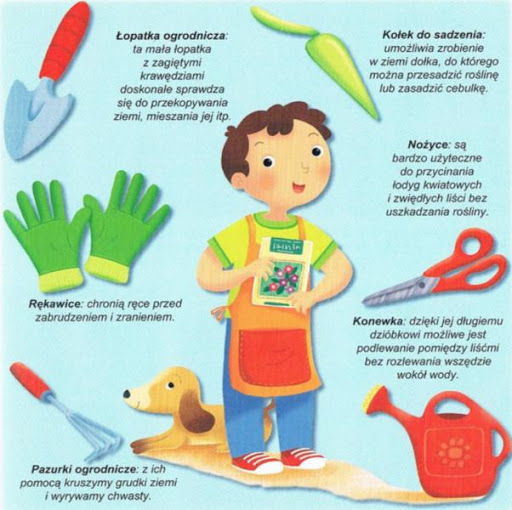 Łopatka ogrodnicza:
ta mała łopatka
z zagiętymi
krawędziami
doskonale sprawdza
się do przekopywania
ziemi, mieszania jej itp.
Kołek do sadzenia:
umożliwia zrobienie
w ziemi dołka, do którego
można przesadzić roślinę
lub zasadzić cebulkę.
Nożyce: są
bardzo użyteczne
do przycinania
łodyg kwiatowych
i zwiędłych liści bez
uszkadzania rośliny.
Rękawice: chronią ręce przed
zabrudzeniem i zranieniem.
Konewka: dzięki jej długiemu
dzióbkowi możliwe jest
podlewanie pomiędzy liśćmi
bez rozlewania wszędzie
wokół wody.
Pazurki ogrodnicze: z ich
pomocą kruszymy grudki ziemi
i wyrywamy chwasty.